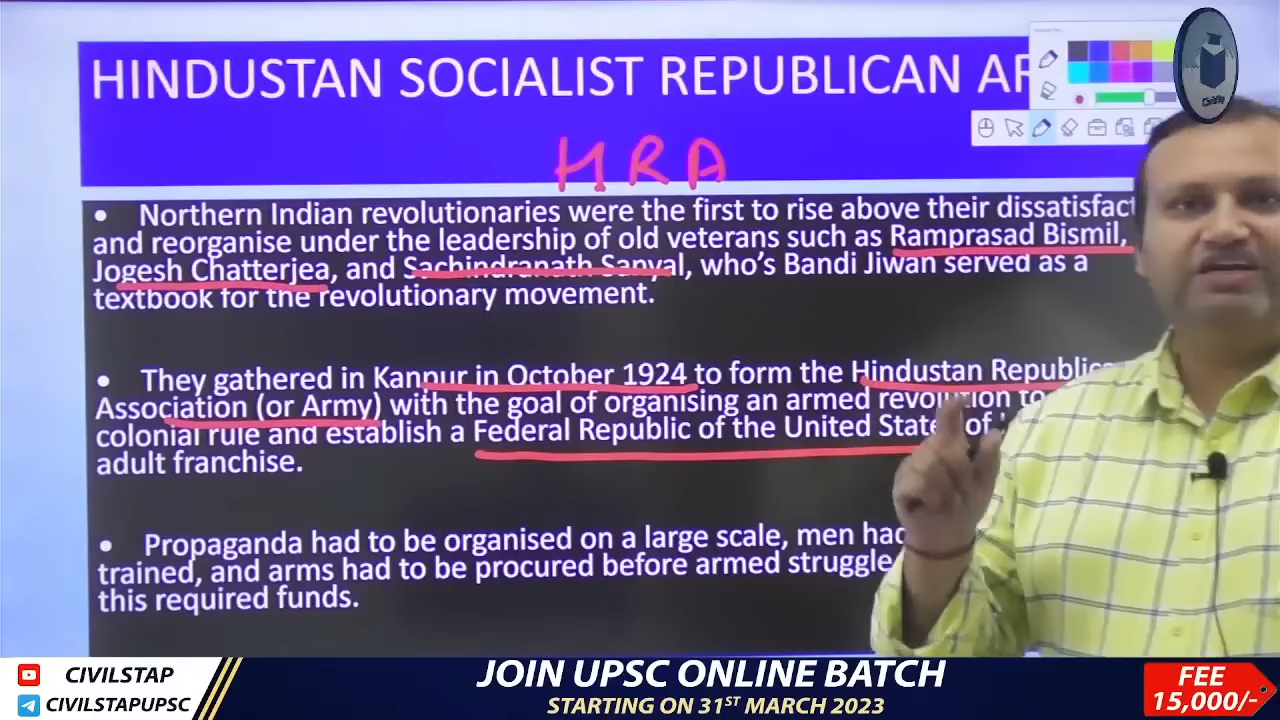 HINDUSTAN SOCIALIST REPUBLICAN AR
HRA
• Northern Indian revolutionaries were the first to rise above their dissatisfact
and reorganise under the leadership of old veterans such as Ramprasad Bismil,
Jogesh Chatterjea, and Sachindranath Sanyal, who's Bandi Jiwan served as a
textbook for the revolutionary movement.
• They gathered in Kanpur in October 1924 to form the Hindustan Republica
Association (or Army) with the goal of organising an armed revolution to
colonial rule and establish a Federal Republic of the United State of
adult franchise.
• Propaganda had to be organised on a large scale, men had
trained, and arms had to be procured before armed struggle
this required funds.
CIVILSTAP
CIVILSTAPUPSC
JOIN UPSC ONLINE BATCH
STARTING ON 31ST MARCH 2023
FEE
15,000/-